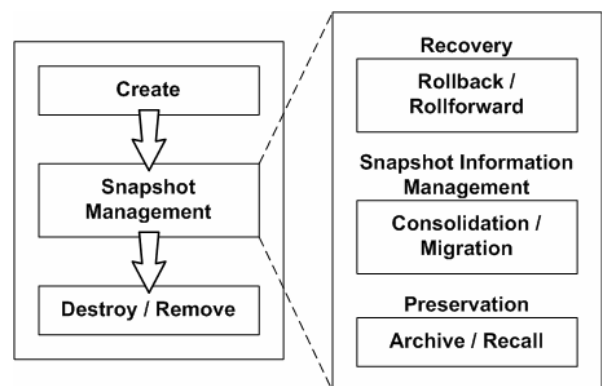 Create
Snapshot
Management
Destroy / Remove
Recovery
Rollback /
Rollforward
Snapshot Information
Management
Consolidation /
Migration
Preservation
Archive / Recall